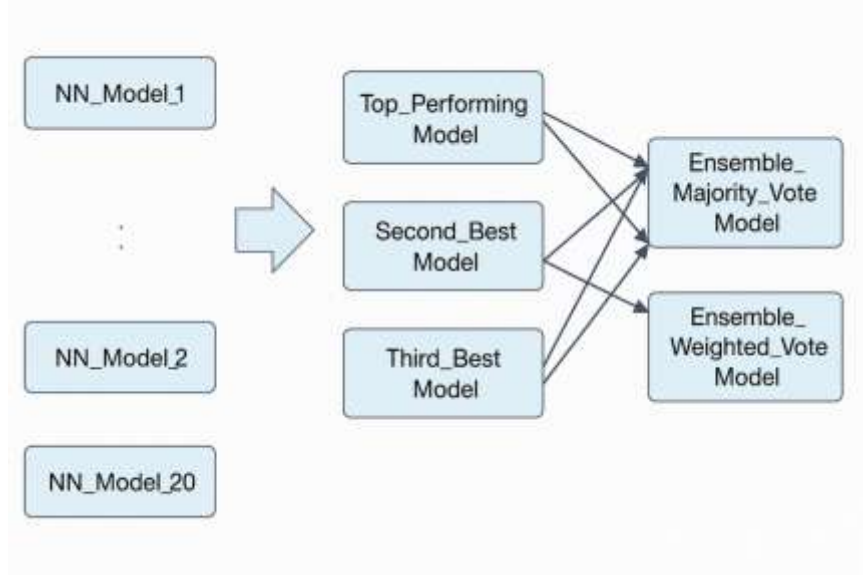 NN_Model_1
:
NN_Model_2
NN_Model_20
Top_Performing
Model
Second_Best
Model
Third_Best
Model
Ensemble_
Majority_Vote
Model
Ensemble_
Weighted_Vote
Model